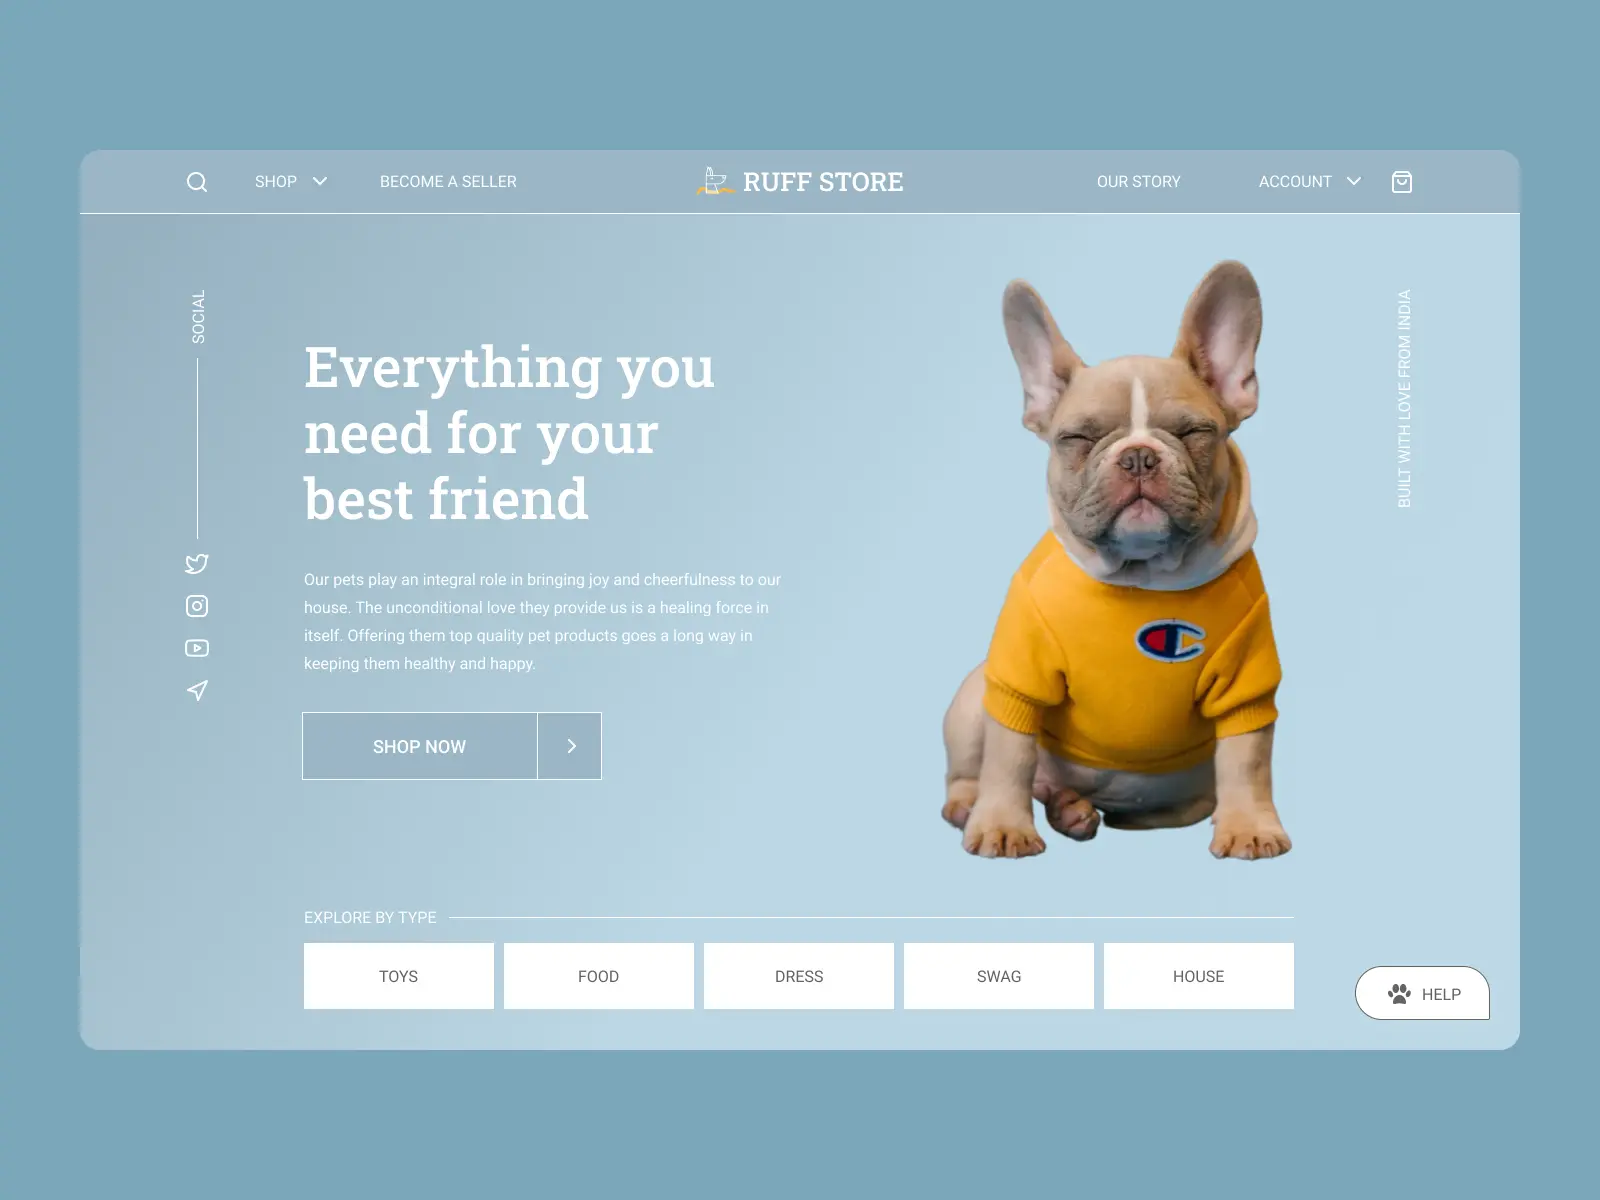 SHOP
BECOME A SELLER
RUFF STORE
OUR STORY
ACCOUNT
SOCIAL
BUILT WITH LOVE FROM INDIA
Everything you
need for your
best friend
Our pets play an integral role in bringing joy and cheerfulness to our
house. The unconditional love they provide us is a healing force in
itself. Offering them top quality pet products goes a long way in
keeping them healthy and happy.
SHOP NOW
EXPLORE BY TYPE
TOYS
FOOD
DRESS
SWAG
HOUSE
HELP